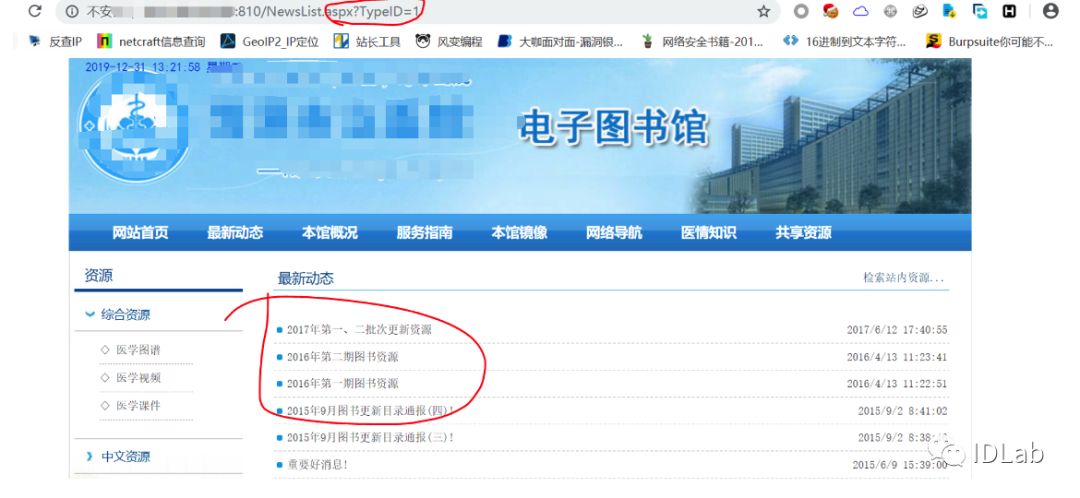 不安
:810/NewsList.aspx?TypeID=1
反查IP netcraft信息查询 GeoIP2_IP定位 站长工具 风变编程 大咖面对面-漏洞银... 网络安全书籍-201... 16进制到文本字符... Burpsuite你可能不...
2019-12-31 13:21:58
电子图书馆
网站首页 最新动态 本馆概况 服务指南 本馆镜像 网络导航 医情知识 共享资源
资源
综合资源
医学图谱
医学视频
医学课件
中文资源
最新动态 检索站内资源...
2017年第一、二批次更新资源 2017/6/12 17:40:55
2016年第二期图书资源 2016/4/13 11:23:41
2016年第一期图书资源 2016/4/13 11:22:51
2015年9月图书更新目录通报(四)! 2015/9/2 8:41:02
2015年9月图书更新目录通报(三)! 2015/9/2
重要好消息! 2015/6/9 15:39:00
IDLab